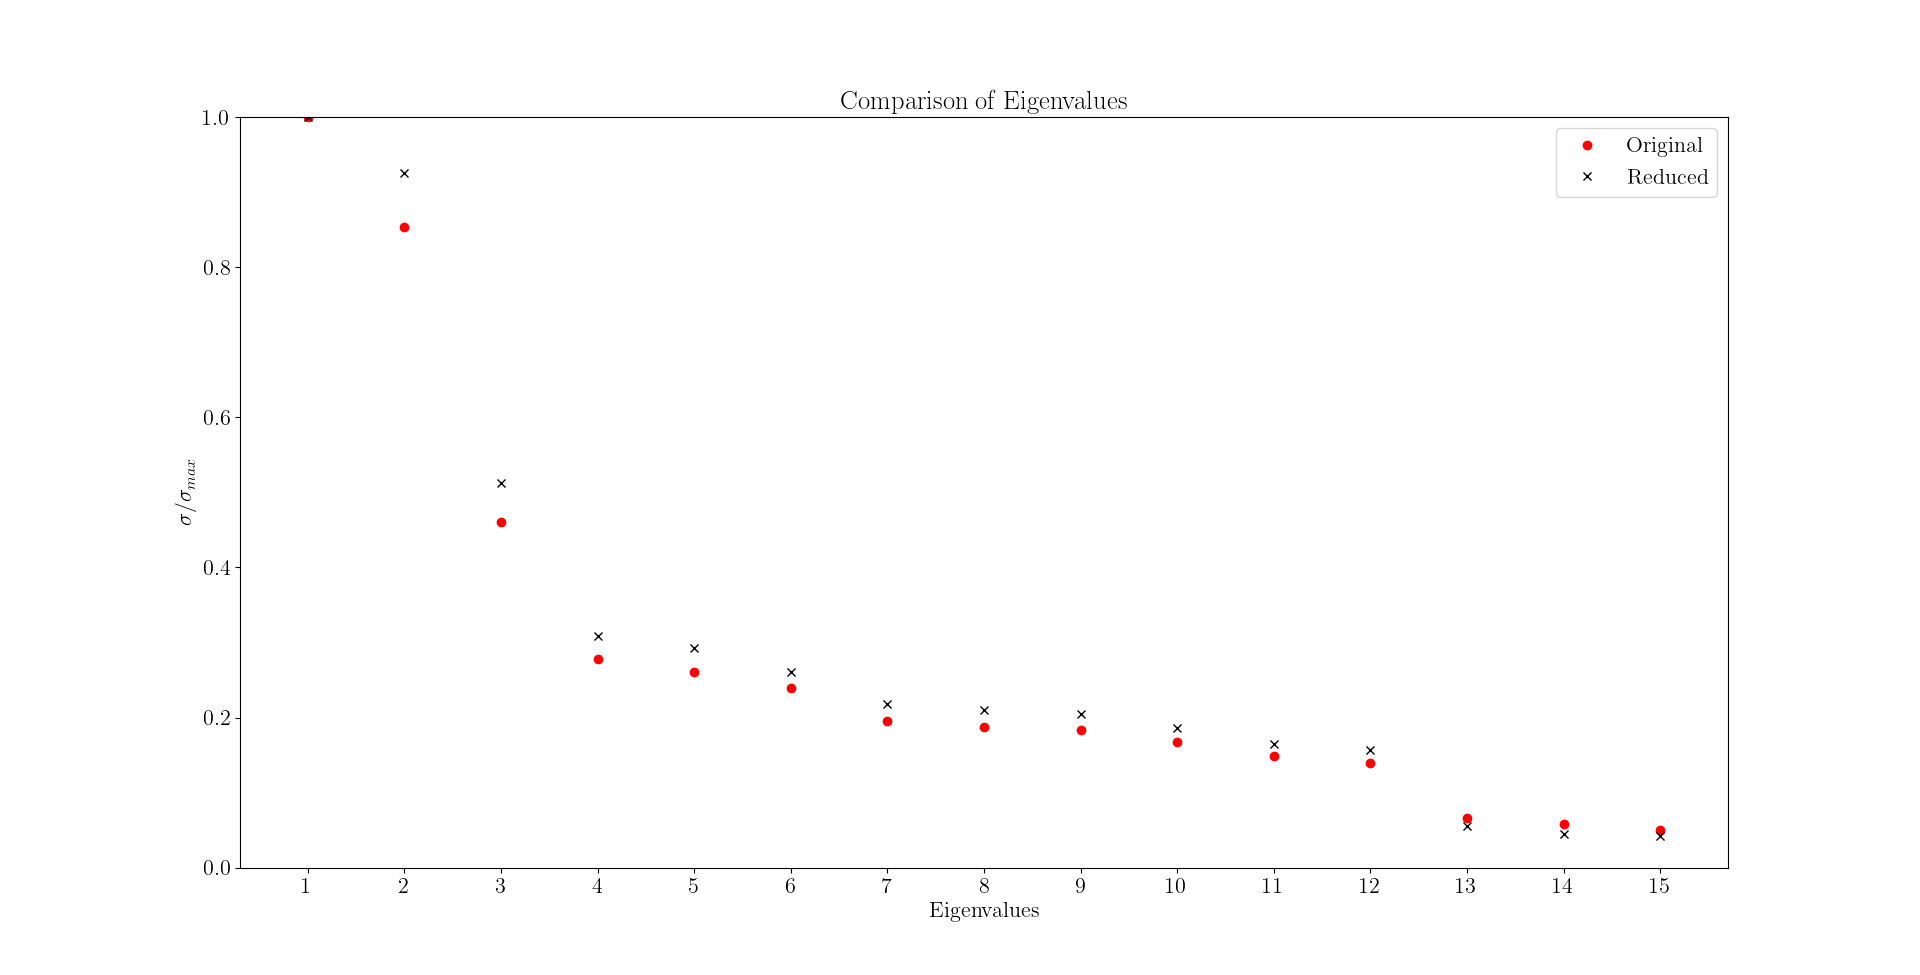 Comparison of Eigenvalues
1.0
0.8
0.6
0.4
0.2
0.0
σ/σ_max
Original
Reduced
1 2 3 4 5 6 7 8 9 10 11 12 13 14 15
Eigenvalues